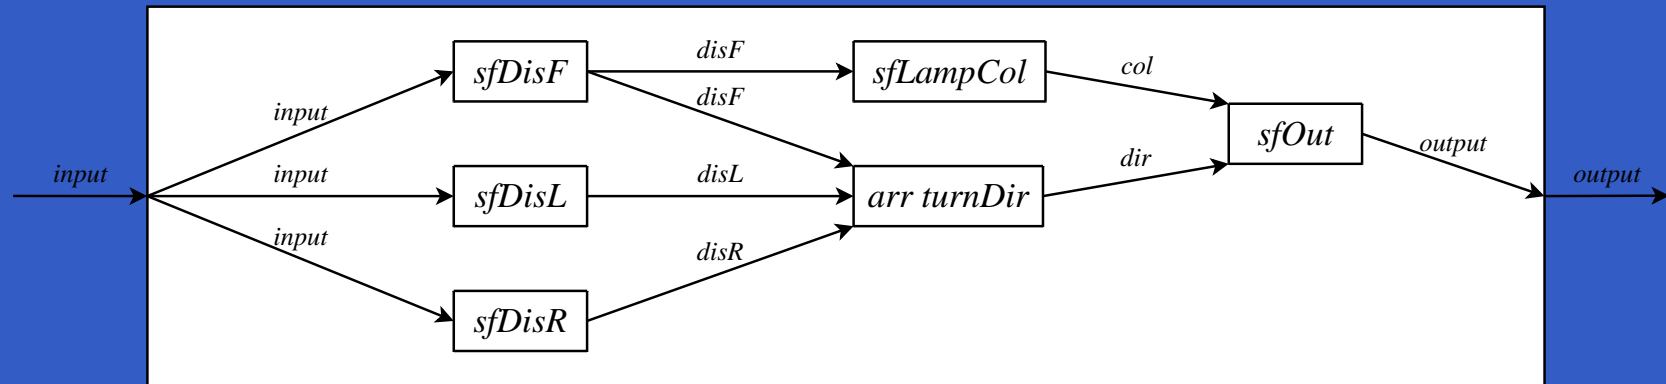 disF
sfDisF
sfLampCol
col
disF
input
sfOut
output
dir
input
input
disL
output
sfDisL
arr turnDir
input
disR
sfDisR